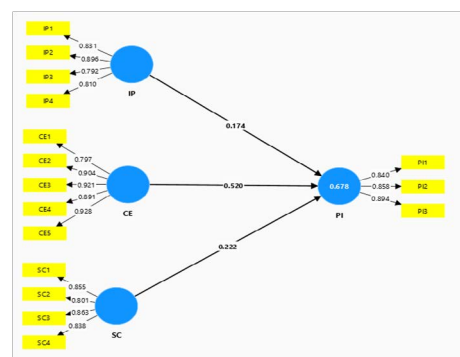 IP1
0.831
IP2
0.896
IP3
0.792
IP4
0.810
IP
0.174
CE1
0.797
CE2
0.904
CE3
0.921
CE4
0.891
CE5
0.928
CE
0.520
0.678
PI
0.840
PI1
0.858
PI2
0.894
PI3
0.222
SC1
0.855
SC2
0.801
SC3
0.863
SC4
0.838
SC